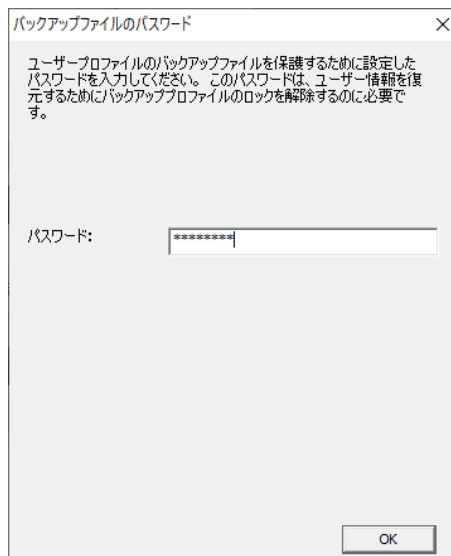 バックアップファイルのパスワード
ユーザープロファイルのバックアップファイルを保護するために設定した
パスワードを入力してください。このパスワードは、ユーザー情報を復
元するためにバックアッププロファイルのロックを解除するのに必要で
す。
パスワード: ********
OK